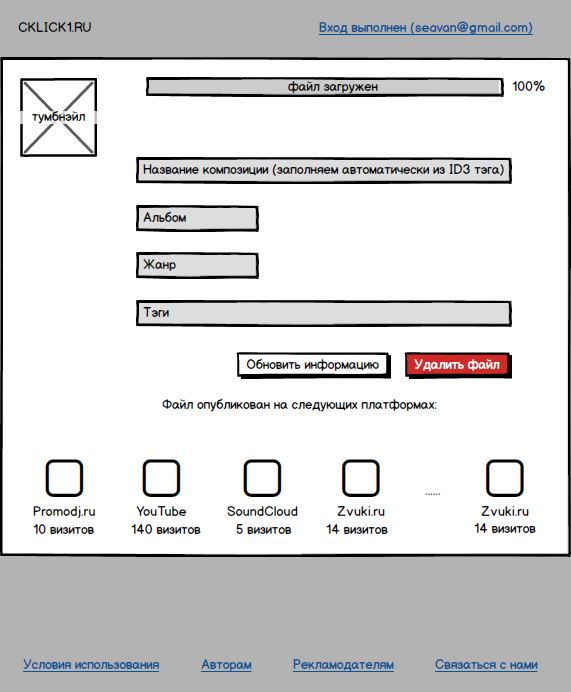 CKLICK1.RU
Вход выполнен (seavan@gmail.com)
файл загружен 100%
тумбнэйл
Название композиции (заполняем автоматически из ID3 тэга)
Альбом
Жанр
Тэги
Обновить информацию Удалить файл
Файл опубликован на следующих платформах:
Promodj.ru YouTube SoundCloud Zvuki.ru ...... Zvuki.ru
10 визитов 140 визитов 5 визитов 14 визитов 14 визитов
Условия использования Авторам Рекламодателям Связаться с нами